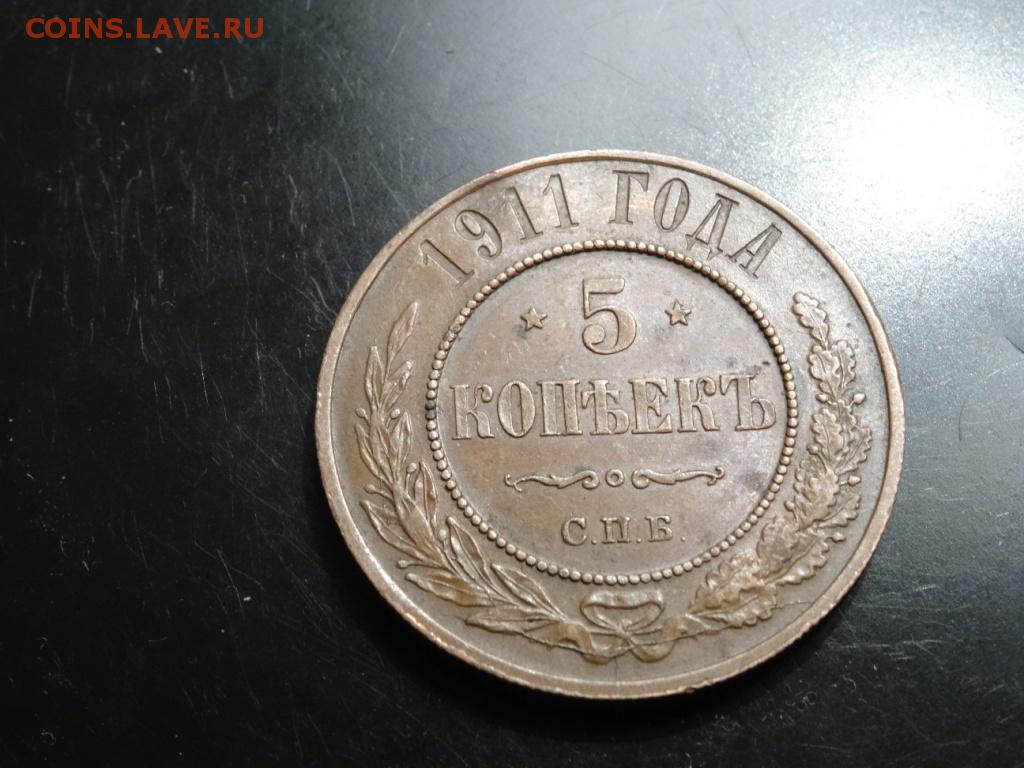 COINS.LAVE.RU
1911 ГОДА
5
КОПѢЕКЪ
С.П.Б.